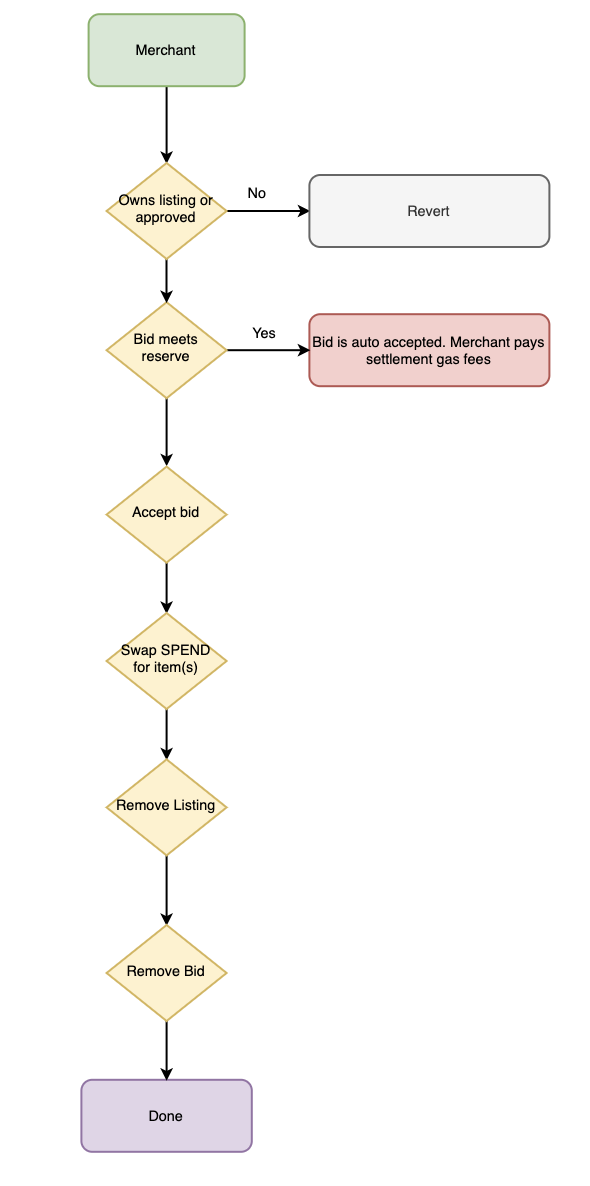 Merchant
Owns listing or
approved
No
Revert
Bid meets
reserve
Yes
Bid is auto accepted. Merchant pays
settlement gas fees
Accept bid
Swap SPEND
for item(s)
Remove Listing
Remove Bid
Done